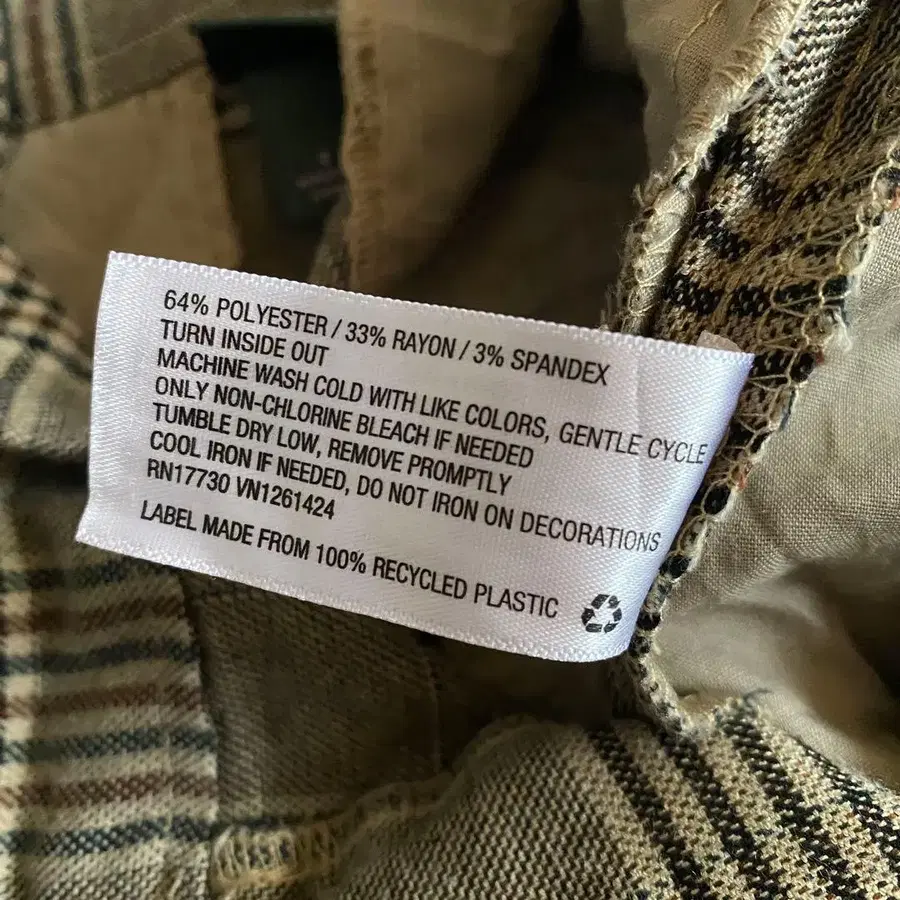 64% POLYESTER / 33% RAYON / 3% SPANDEX
TURN INSIDE OUT
MACHINE WASH COLD WITH LIKE COLORS, GENTLE CYCLE
ONLY NON-CHLORINE BLEACH IF NEEDED
TUMBLE DRY LOW, REMOVE PROMPTLY
COOL IRON IF NEEDED, DO NOT IRON ON DECORATIONS
RN17730 VN1261424
LABEL MADE FROM 100% RECYCLED PLASTIC